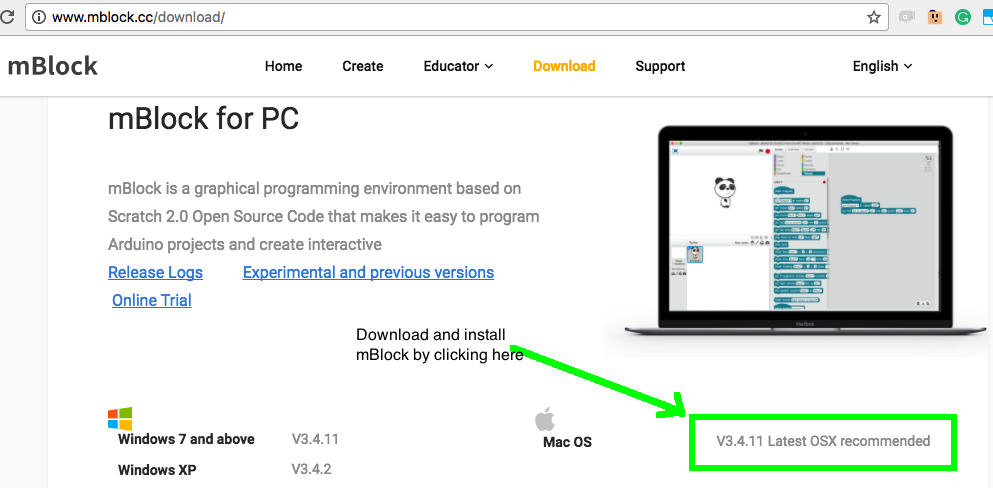 www.mblock.cc/download/
mBlock
Home Create Educator Download Support English
mBlock for PC
mBlock is a graphical programming environment based on
Scratch 2.0 Open Source Code that makes it easy to program
Arduino projects and create interactive
Release Logs Experimental and previous versions
Online Trial
Download and install
mBlock by clicking here
Windows 7 and above V3.4.11
Mac OS V3.4.11 Latest OSX recommended
Windows XP V3.4.2